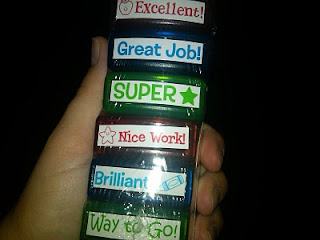 Excellent!
Great Job!
SUPER
Nice Work!
Brilliant
Way to Go!